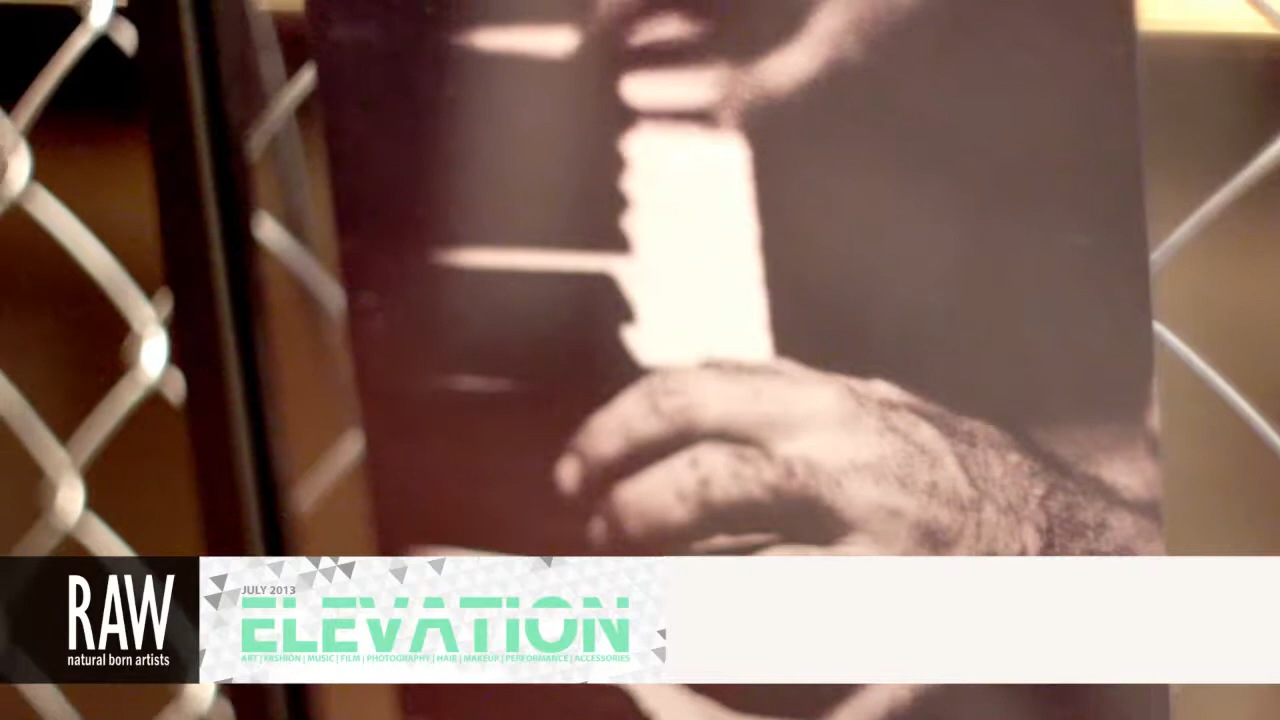 RAW
natural born artists
JULY 2013
ELEVATION
ART | FASHION | MUSIC | FILM | PHOTOGRAPHY | HAIR | MAKEUP | PERFORMANCE | ACCESSORIES